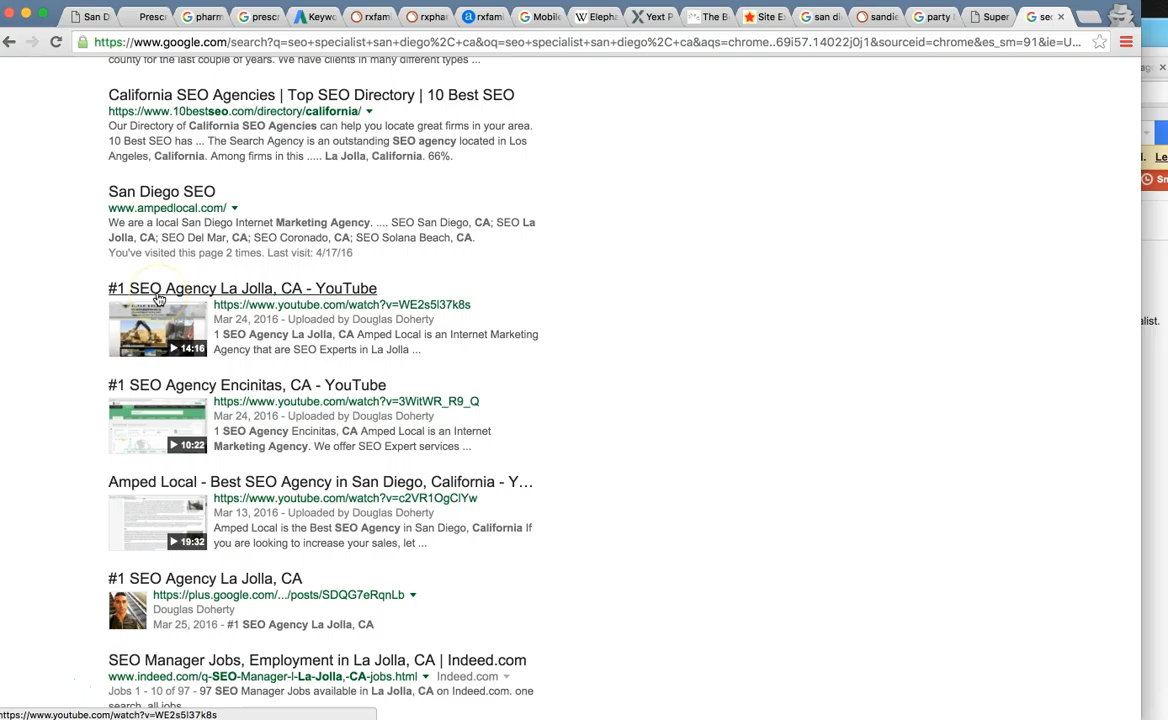 San D
Prescr
pharm
prescr
Keywo
rxfam
rxphar
rxfami
Mobile
Eleph
Yext P
The B
Site E
san di
sandie
party
Super
seo
https://www.google.com/search?q=seo+specialist+san+diego%2C+ca&oq=seo+specialist+san+diego%2C+ca&aqs=chrome..69i57.14022j0j1&sourceid=chrome&es_sm=91&ie=U...
county for the last couple of years. We have clients in many different types ...
California SEO Agencies | Top SEO Directory | 10 Best SEO
https://www.10bestseo.com/directory/california/
Our Directory of California SEO Agencies can help you locate great firms in your area.
10 Best SEO has ... The Search Agency is an outstanding SEO agency located in Los
Angeles, California. Among firms in this ..... La Jolla, California. 66%.
San Diego SEO
www.ampedlocal.com/
We are a local San Diego Internet Marketing Agency. .... SEO San Diego, CA; SEO La
Jolla, CA; SEO Del Mar, CA; SEO Coronado, CA; SEO Solana Beach, CA.
You've visited this page 2 times. Last visit: 4/17/16
#1 SEO Agency La Jolla, CA - YouTube
https://www.youtube.com/watch?v=WE2s5l37k8s
Mar 24, 2016 - Uploaded by Douglas Doherty
1 SEO Agency La Jolla, CA Amped Local is an Internet Marketing
Agency that are SEO Experts in La Jolla ...
14:16
#1 SEO Agency Encinitas, CA - YouTube
https://www.youtube.com/watch?v=3WitWR_R9_Q
Mar 24, 2016 - Uploaded by Douglas Doherty
1 SEO Agency Encinitas, CA Amped Local is an Internet
Marketing Agency. We offer SEO Expert services ...
10:22
Amped Local - Best SEO Agency in San Diego, California - Y...
https://www.youtube.com/watch?v=c2VR1OgClYw
Mar 13, 2016 - Uploaded by Douglas Doherty
Amped Local is the Best SEO Agency in San Diego, California If
you are looking to increase your sales, let ...
19:32
#1 SEO Agency La Jolla, CA
https://plus.google.com/.../posts/SDQG7eRqnLb
Douglas Doherty
Mar 25, 2016 - #1 SEO Agency La Jolla, CA
SEO Manager Jobs, Employment in La Jolla, CA | Indeed.com
www.indeed.com/q-SEO-Manager-l-La-Jolla,-CA-jobs.html Indeed.com
Jobs 1 - 10 of 97 - 97 SEO Manager Jobs available in La Jolla, CA on Indeed.com. one
search. all jobs.
https://www.youtube.com/watch?v=WE2s5l37k8s
l. Le
Sn
alist.